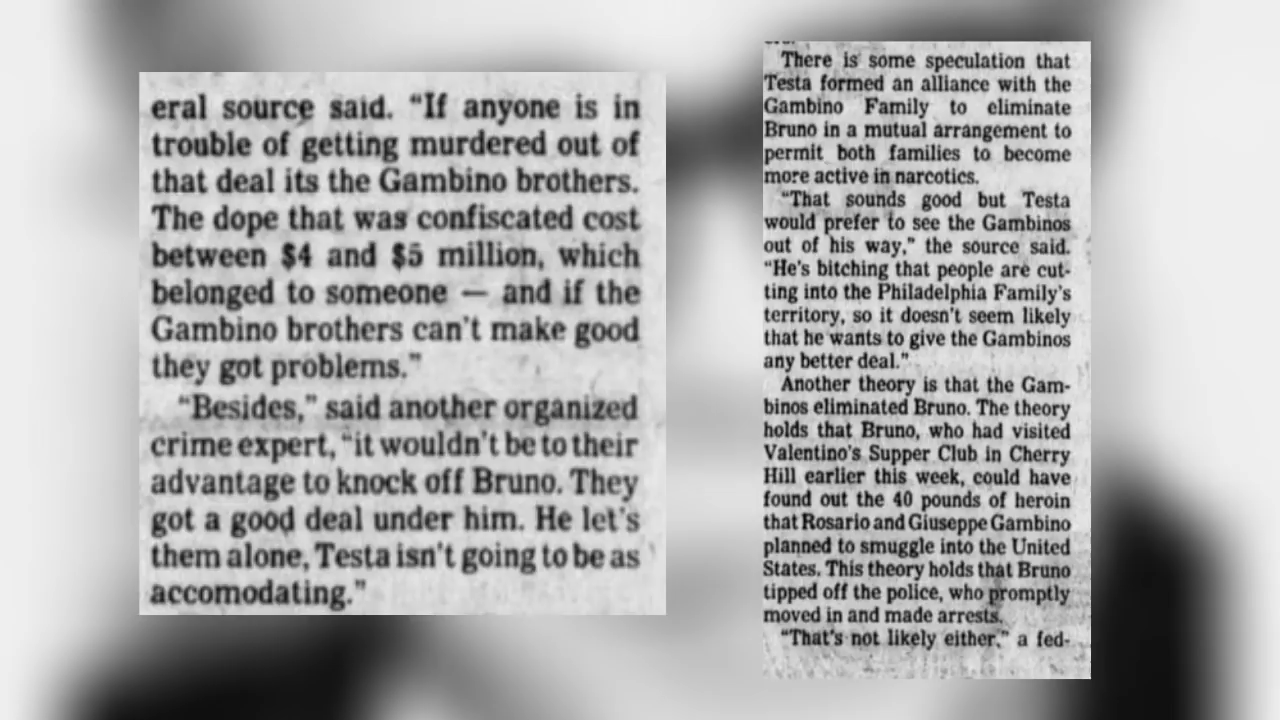 eral source said. “If anyone is in
trouble of getting murdered out of
that deal its the Gambino brothers.
The dope that was confiscated cost
between $4 and $5 million, which
belonged to someone — and if the
Gambino brothers can't make good
they got problems.”
“Besides,” said another organized
crime expert, “it wouldn't be to their
advantage to knock off Bruno. They
got a good deal under him. He let's
them alone, Testa isn't going to be as
accomodating.”
There is some speculation that
Testa formed an alliance with the
Gambino Family to eliminate
Bruno in a mutual arrangement to
permit both families to become
more active in narcotics.
“That sounds good but Testa
would prefer to see the Gambinos
out of his way,” the source said.
“He's bitching that people are cut-
ting into the Philadelphia Family's
territory, so it doesn't seem likely
that he wants to give the Gambinos
any better deal.”
Another theory is that the Gam-
binos eliminated Bruno. The theory
holds that Bruno, who had visited
Valentino's Supper Club in Cherry
Hill earlier this week, could have
found out the 40 pounds of heroin
that Rosario and Giuseppe Gambino
planned to smuggle into the United
States. This theory holds that Bruno
tipped off the police, who promptly
moved in and made arrests.
“That's not likely either,” a fed-